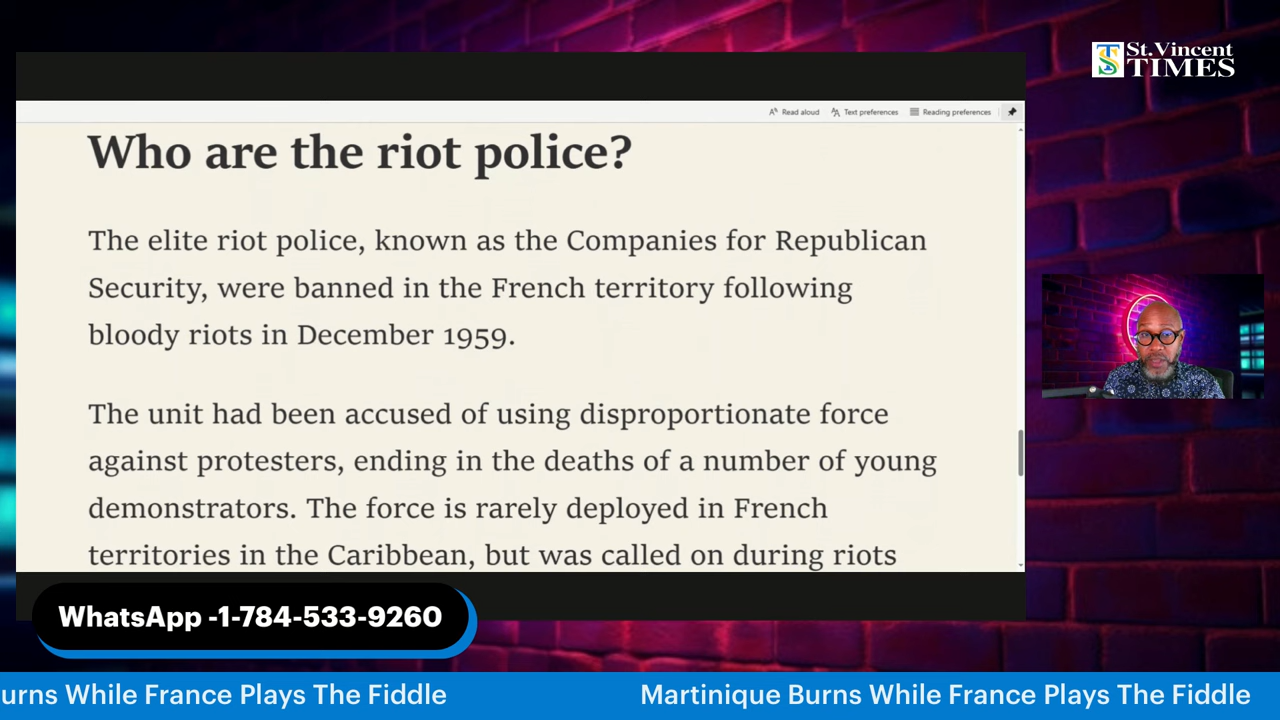 St.Vincent
TIMES
Read aloud
Text preferences
Reading preferences
Who are the riot police?
The elite riot police, known as the Companies for Republican
Security, were banned in the French territory following
bloody riots in December 1959.
The unit had been accused of using disproportionate force
against protesters, ending in the deaths of a number of young
demonstrators. The force is rarely deployed in French
territories in the Caribbean, but was called on during riots
WhatsApp -1-784-533-9260
urns While France Plays The Fiddle
Martinique Burns While France Plays The Fiddle